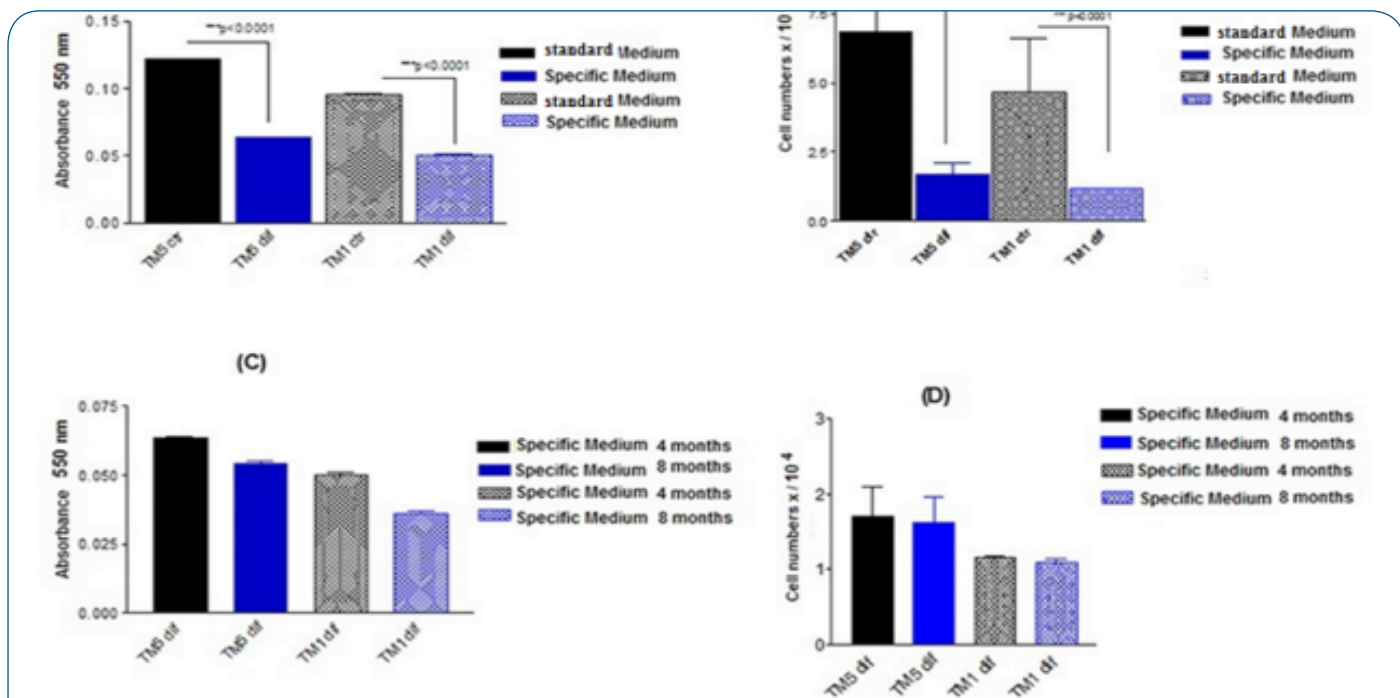 0.15
***p<0.0001
0.10
0.05
0.00
Absorbance 550 nm
***p<0.0001
standard Medium
Specific Medium
standard Medium
Specific Medium
TM5 ctr
TM5 dif
TM1 ctr
TM1 dif
7.5
5.0
2.5
0.0
Cell numbers x / 10
p<0.0001
standard Medium
Specific Medium
standard Medium
Specific Medium
TM5 ctr
TM5 dif
TM1 ctr
TM1 dif
(C)
0.075
0.050
0.025
0.000
Absorbance 550 nm
Specific Medium 4 months
Specific Medium 8 months
Specific Medium 4 months
Specific Medium 8 months
TM5 dif
TM5 dif
TM1 dif
TM1 dif
(D)
3
2
1
0
Cell numbers x / 10 4
Specific Medium 4 months
Specific Medium 8 months
Specific Medium 4 months
Specific Medium 8 months
TM5 dif
TM5 dif
TM1 dif
TM1 dif